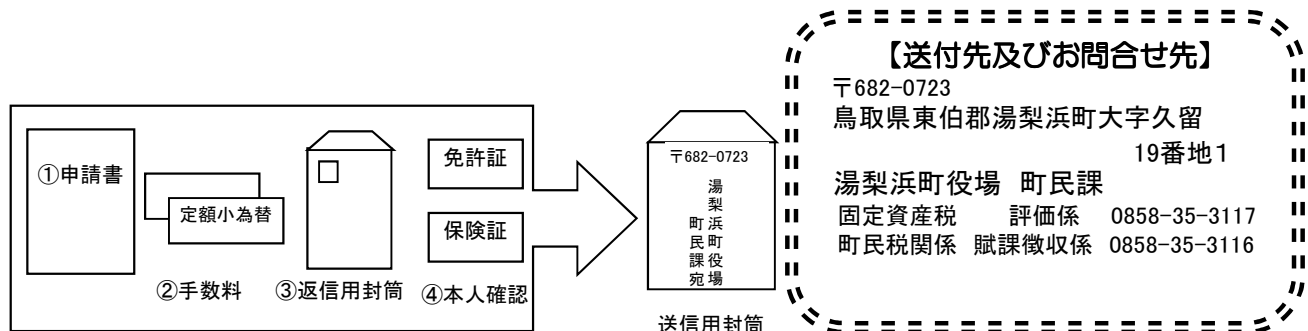 ①申請書
定額小為替
②手数料
③返信用封筒
免許証
保険証
④本人確認
〒682-0723
湯梨浜町役場
町民課宛
送信用封筒
【送付先及びお問合せ先】
〒682-0723
鳥取県東伯郡湯梨浜町大字久留
19番地1
湯梨浜町役場 町民課
固定資産税 評価係 0858-35-3117
町民税関係 賦課徴収係 0858-35-3116